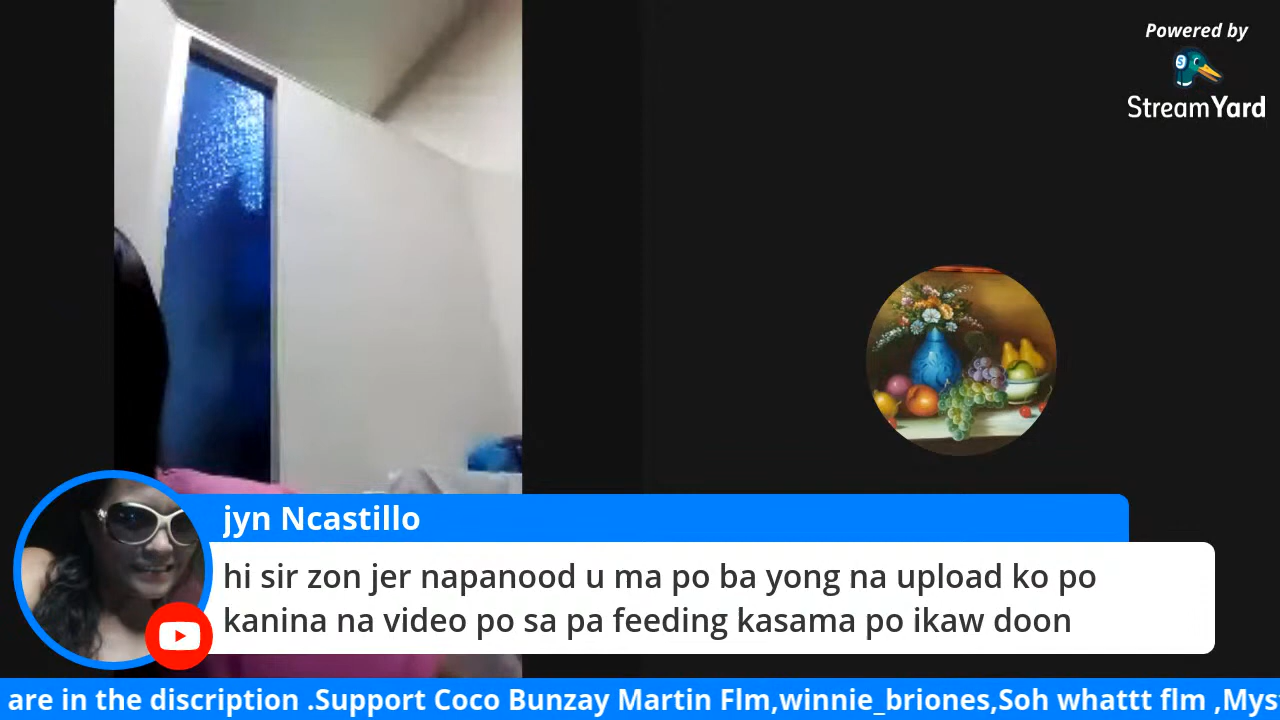 Powered by
StreamYard
jyn Ncastillo
hi sir zon jer napanood u ma po ba yong na upload ko po
kanina na video po sa pa feeding kasama po ikaw doon
are in the discription .Support Coco Bunzay Martin Flm,winnie_briones,Soh whattt flm ,Mys